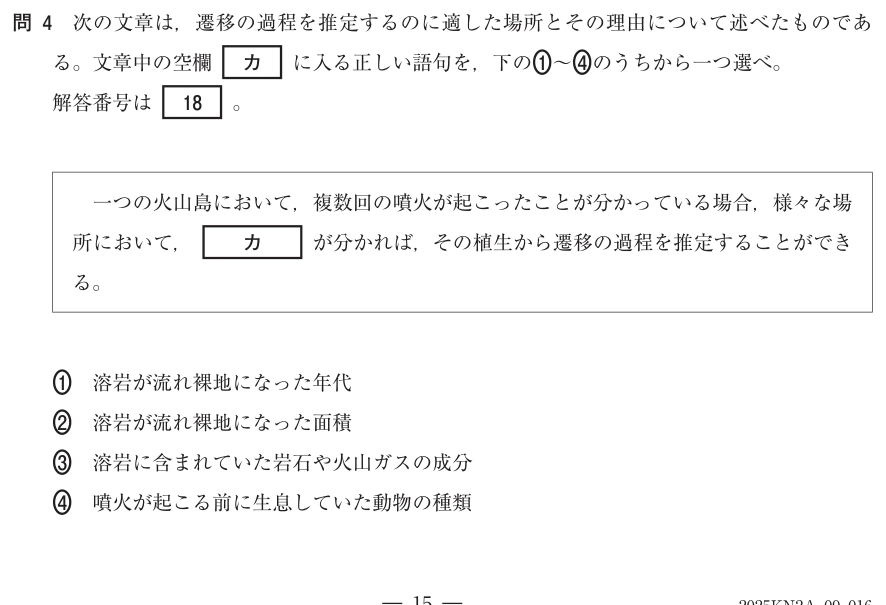 問 4　次の文章は，遷移の過程を推定するのに適した場所とその理由について述べたものであ
る。文章中の空欄 カ に入る正しい語句を，下の①～④のうちから一つ選べ。
解答番号は 18 。
一つの火山島において，複数回の噴火が起こったことが分かっている場合，様々な場
所において， カ が分かれば，その植生から遷移の過程を推定することができ
る。
① 溶岩が流れ裸地になった年代
② 溶岩が流れ裸地になった面積
③ 溶岩に含まれていた岩石や火山ガスの成分
④ 噴火が起こる前に生息していた動物の種類
― 15 ―